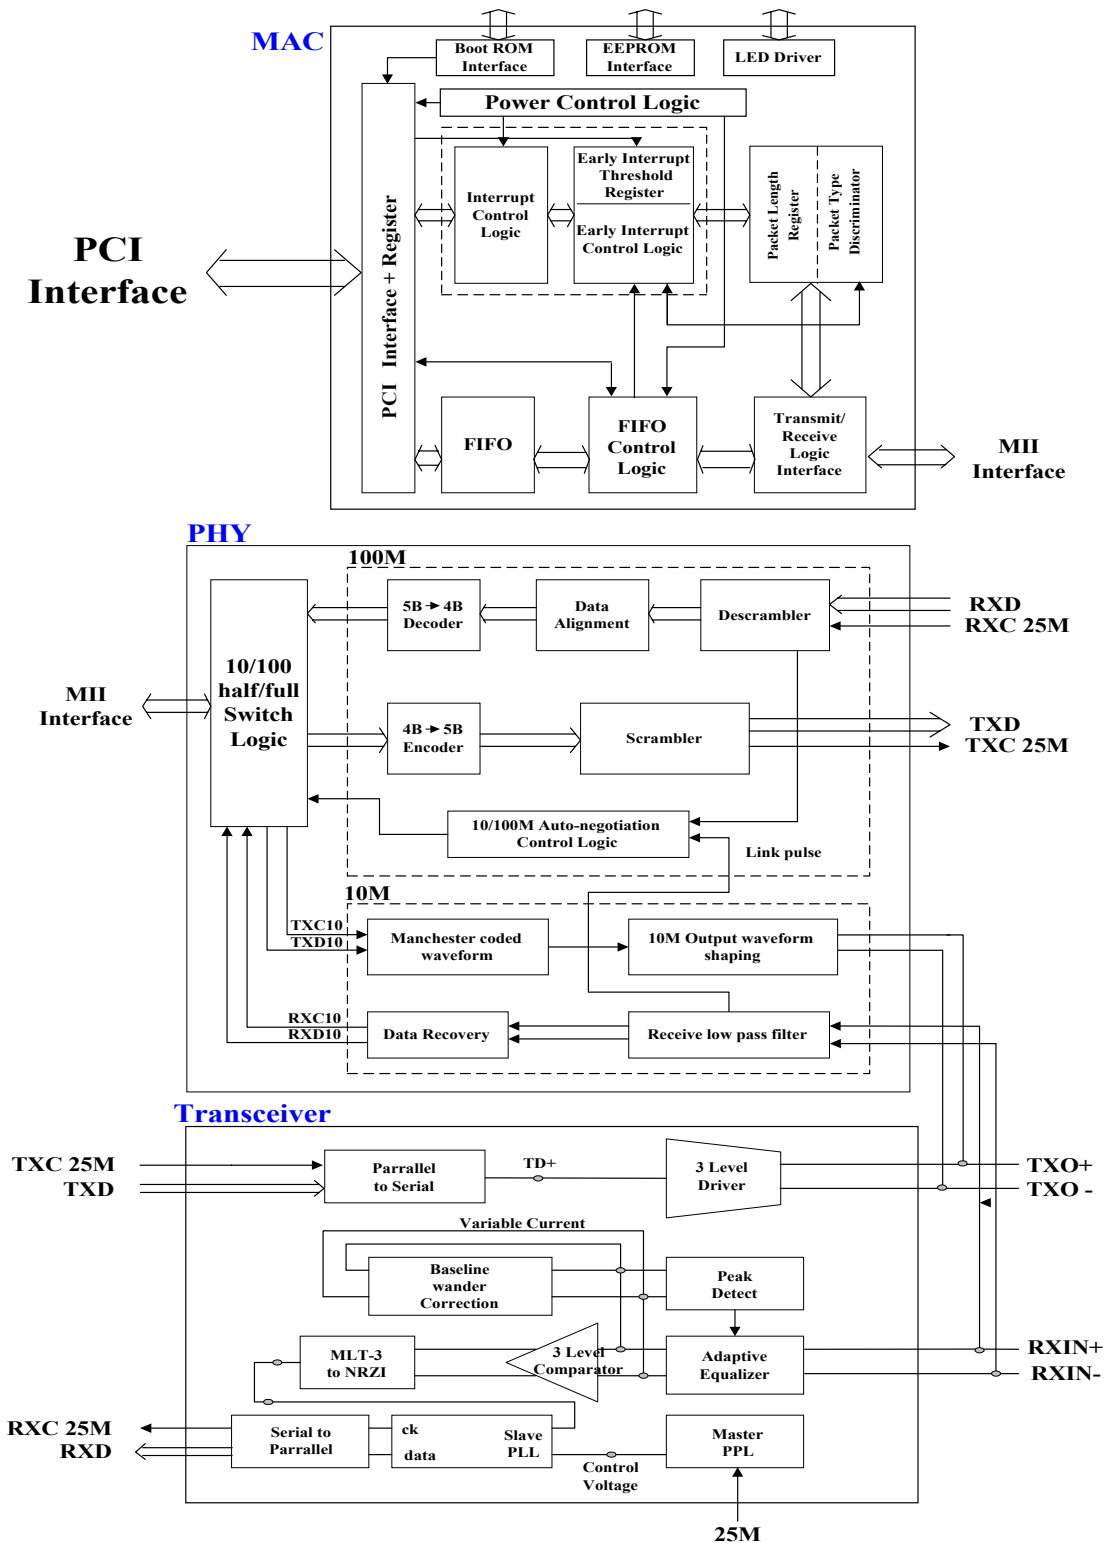 MAC
Boot ROM
Interface
EEPROM
Interface
LED Driver
Power Control Logic
PCI Interface + Register
Interrupt
Control
Logic
Early Interrupt
Threshold
Register
Early Interrupt
Control Logic
Packet Length
Register
Packet Type
Discriminator
PCI
Interface
FIFO
FIFO
Control
Logic
Transmit/
Receive
Logic
Interface
MII
Interface
PHY
100M
10/100
half/full
Switch
Logic
5B → 4B
Decoder
Data
Alignment
Descrambler
RXD
RXC 25M
MII
Interface
4B → 5B
Encoder
Scrambler
TXD
TXC 25M
10/100M Auto-negotiation
Control Logic
Link pulse
10M
TXC10
TXD10
Manchester coded
waveform
10M Output waveform
shaping
RXC10
RXD10
Data Recovery
Receive low pass filter
Transceiver
TXC 25M
TXD
Parrallel
to Serial
TD+
3 Level
Driver
TXO+
TXO -
Variable Current
Baseline
wander
Correction
Peak
Detect
MLT-3
to NRZI
3 Level
Comparator
Adaptive
Equalizer
RXIN+
RXIN-
RXC 25M
RXD
Serial to
Parrallel
ck
data
Slave
PLL
Control
Voltage
Master
PPL
25M